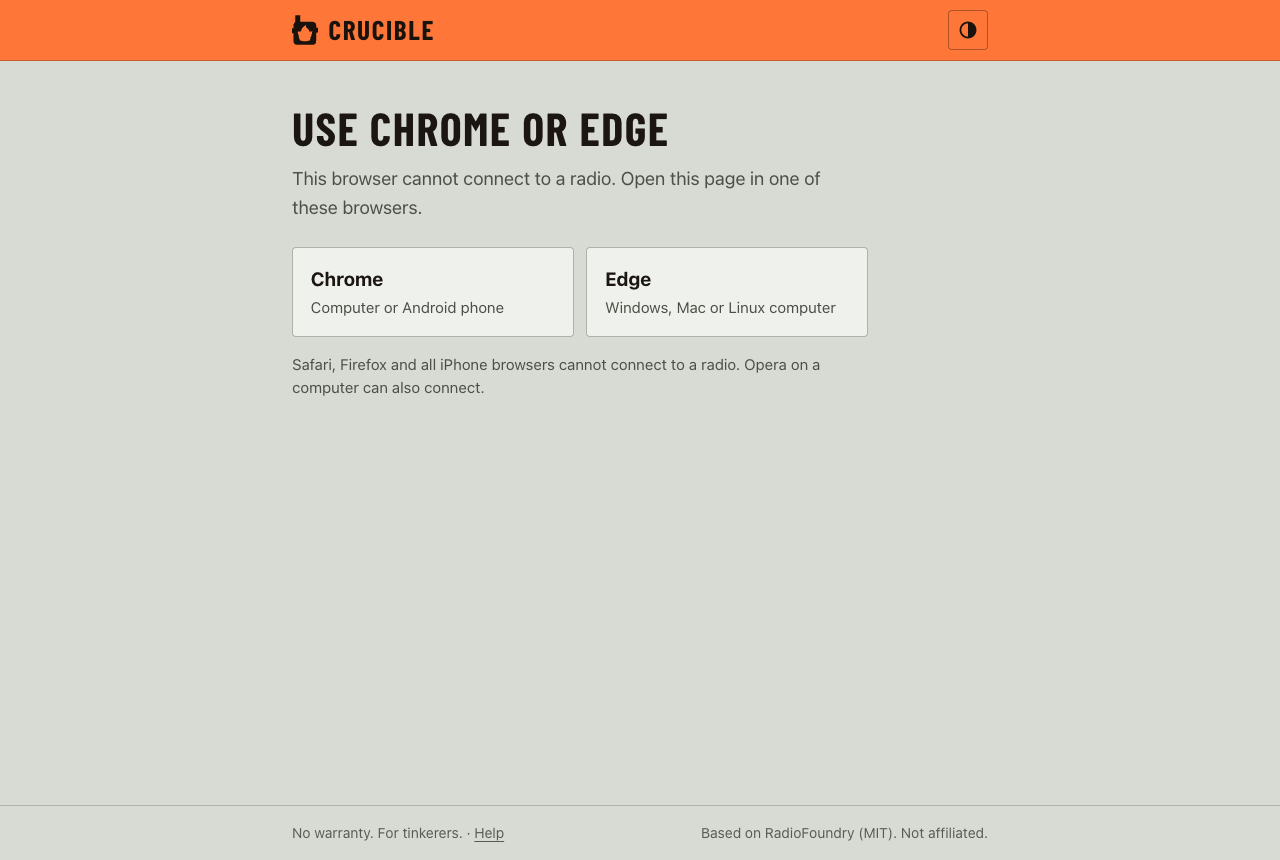 CRUCIBLE
USE CHROME OR EDGE
This browser cannot connect to a radio. Open this page in one of
these browsers.
Chrome
Computer or Android phone
Edge
Windows, Mac or Linux computer
Safari, Firefox and all iPhone browsers cannot connect to a radio. Opera on a
computer can also connect.
No warranty. For tinkerers. · Help
Based on RadioFoundry (MIT). Not affiliated.